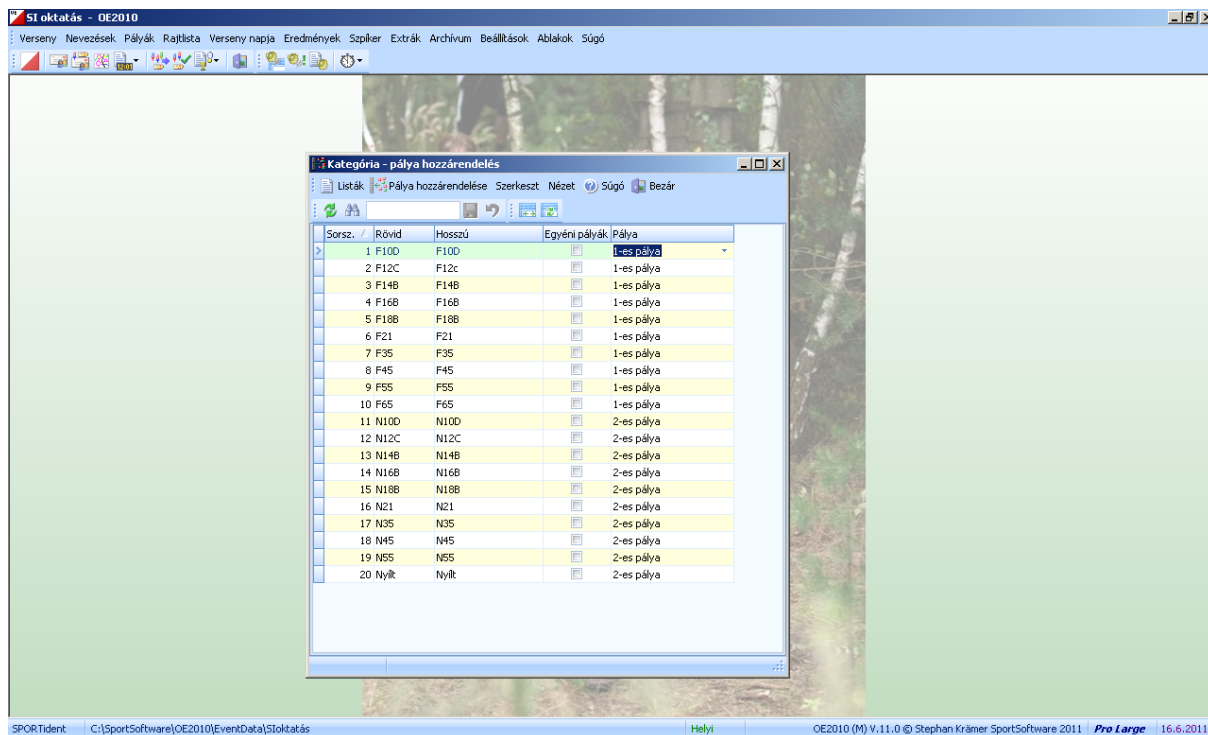 SI oktatás - OE2010
Verseny Nevezések Pályák Rajtlista Verseny napja Eredmények Szpíker Extrák Archívum Beállítások Ablakok Súgó
Kategória - pálya hozzárendelés
Listák Pálya hozzárendelése Szerkeszt Nézet Súgó Bezár
Sorsz. Rövid Hosszú Egyéni pályák Pálya
1 F10D F10D 1-es pálya
2 F12C F12c 1-es pálya
3 F14B F14B 1-es pálya
4 F16B F16B 1-es pálya
5 F18B F18B 1-es pálya
6 F21 F21 1-es pálya
7 F35 F35 1-es pálya
8 F45 F45 1-es pálya
9 F55 F55 1-es pálya
10 F65 F65 1-es pálya
11 N10D N10D 2-es pálya
12 N12C N12C 2-es pálya
13 N14B N14B 2-es pálya
14 N16B N16B 2-es pálya
15 N18B N18B 2-es pálya
16 N21 N21 2-es pálya
17 N35 N35 2-es pálya
18 N45 N45 2-es pálya
19 N55 N55 2-es pálya
20 Nyílt Nyílt 2-es pálya
SPORTident C:\SportSoftware\OE2010\EventData\SIoktatás Helyi OE2010 (M) V.11.0 © Stephan Krämer SportSoftware 2011 Pro Large 16.6.2011